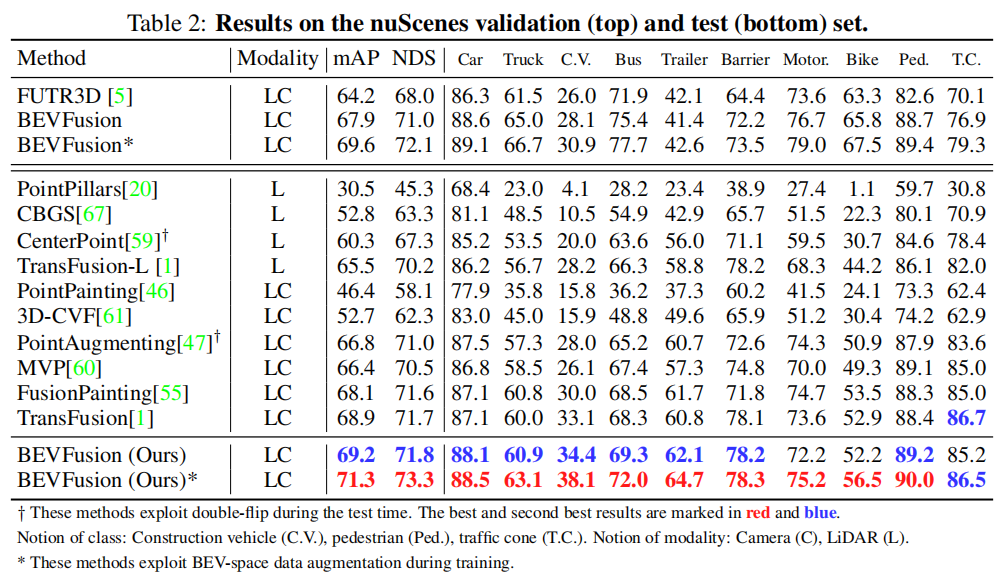 Table 2: Results on the nuScenes validation (top) and test (bottom) set.
Method Modality mAP NDS Car Truck C.V. Bus Trailer Barrier Motor. Bike Ped. T.C.
FUTR3D [5] LC 64.2 68.0 86.3 61.5 26.0 71.9 42.1 64.4 73.6 63.3 82.6 70.1
BEVFusion LC 67.9 71.0 88.6 65.0 28.1 75.4 41.4 72.2 76.7 65.8 88.7 76.9
BEVFusion* LC 69.6 72.1 89.1 66.7 30.9 77.7 42.6 73.5 79.0 67.5 89.4 79.3
PointPillars[20] L 30.5 45.3 68.4 23.0 4.1 28.2 23.4 38.9 27.4 1.1 59.7 30.8
CBGS[67] L 52.8 63.3 81.1 48.5 10.5 54.9 42.9 65.7 51.5 22.3 80.1 70.9
CenterPoint[59]† L 60.3 67.3 85.2 53.5 20.0 63.6 56.0 71.1 59.5 30.7 84.6 78.4
TransFusion-L [1] L 65.5 70.2 86.2 56.7 28.2 66.3 58.8 78.2 68.3 44.2 86.1 82.0
PointPainting[46] LC 46.4 58.1 77.9 35.8 15.8 36.2 37.3 60.2 41.5 24.1 73.3 62.4
3D-CVF[61] LC 52.7 62.3 83.0 45.0 15.9 48.8 49.6 65.9 51.2 30.4 74.2 62.9
PointAugmenting[47]† LC 66.8 71.0 87.5 57.3 28.0 65.2 60.7 72.6 74.3 50.9 87.9 83.6
MVP[60] LC 66.4 70.5 86.8 58.5 26.1 67.4 57.3 74.8 70.0 49.3 89.1 85.0
FusionPainting[55] LC 68.1 71.6 87.1 60.8 30.0 68.5 61.7 71.8 74.7 53.5 88.3 85.0
TransFusion[1] LC 68.9 71.7 87.1 60.0 33.1 68.3 60.8 78.1 73.6 52.9 88.4 86.7
BEVFusion (Ours) LC 69.2 71.8 88.1 60.9 34.4 69.3 62.1 78.2 72.2 52.2 89.2 85.2
BEVFusion (Ours)* LC 71.3 73.3 88.5 63.1 38.1 72.0 64.7 78.3 75.2 56.5 90.0 86.5
† These methods exploit double-flip during the test time. The best and second best results are marked in red and blue.
Notion of class: Construction vehicle (C.V.), pedestrian (Ped.), traffic cone (T.C.). Notion of modality: Camera (C), LiDAR (L).
* These methods exploit BEV-space data augmentation during training.